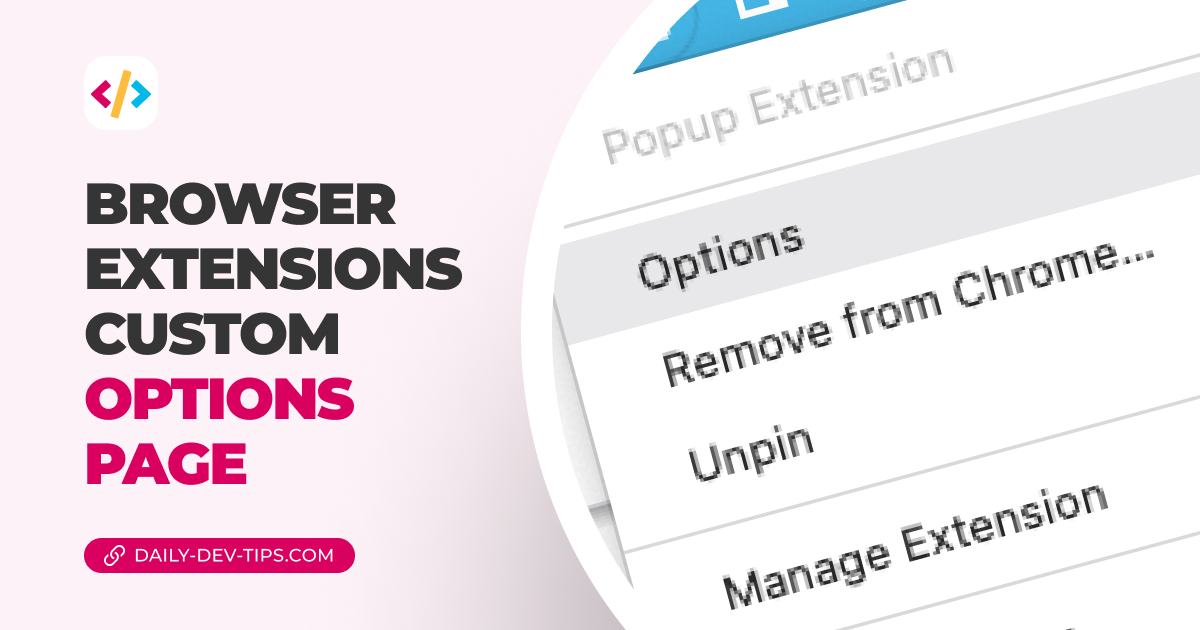 BROWSER
EXTENSIONS
CUSTOM
OPTIONS
PAGE
DAILY-DEV-TIPS.COM
Popup Extension
Options
Remove from Chrome...
Unpin
Manage Extension